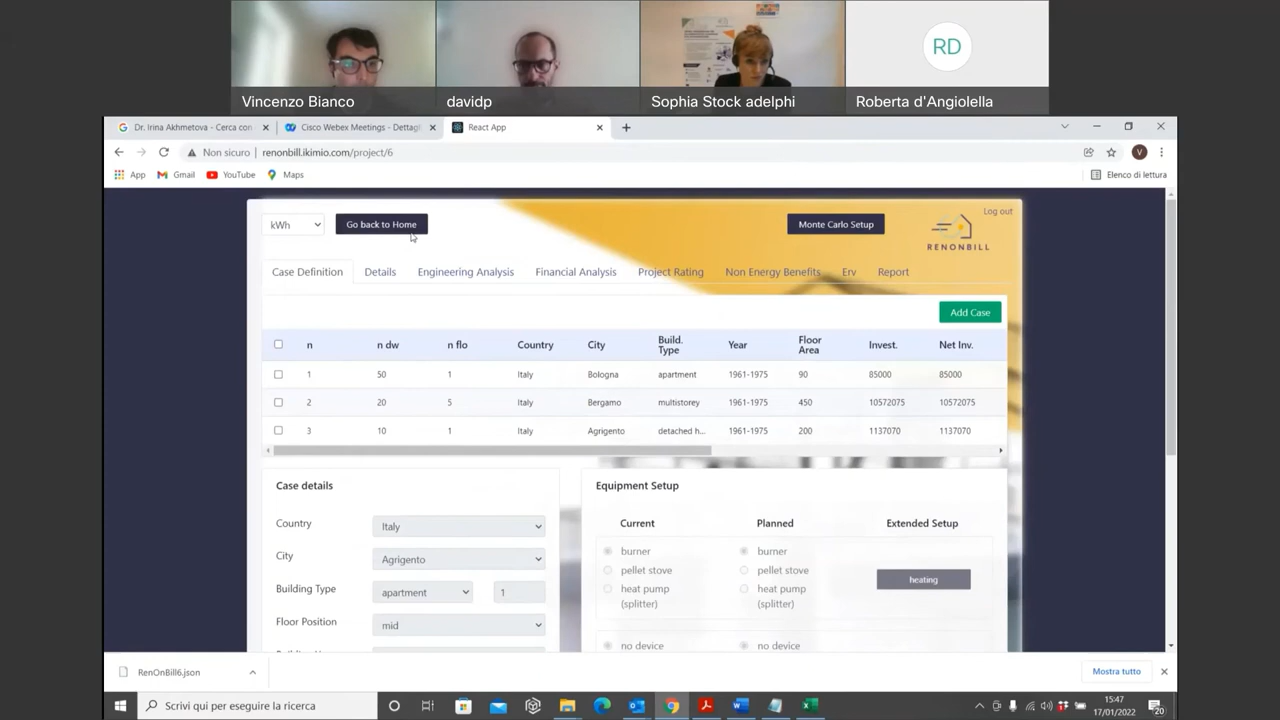 RD
Vincenzo Bianco
davidp
Sophia Stock adelphi
Roberta d'Angiolella
Dr. Irina Akhmetova - Cerca con
Cisco Webex Meetings - Dettagl
React App
Non sicuro
renonbill.ikimio.com/project/6
App
Gmail
YouTube
Maps
Elenco di lettura
kWh
Go back to Home
Monte Carlo Setup
Log out
RENONBILL
Case Definition Details Engineering Analysis Financial Analysis Project Rating Non Energy Benefits Erv Report
Add Case
n n dw n flo Country City Build. Type Year Floor Area Invest. Net Inv.
1 50 1 Italy Bologna apartment 1961-1975 90 85000 85000
2 20 5 Italy Bergamo multistorey 1961-1975 450 10572075 10572075
3 10 1 Italy Agrigento detached h... 1961-1975 200 1137070 1137070
Case details
Country Italy
City Agrigento
Building Type apartment 1
Floor Position mid
Equipment Setup
Current Planned Extended Setup
burner burner
pellet stove pellet stove
heating
heat pump heat pump
(splitter) (splitter)
no device no device
RenOnBill6.json
Mostra tutto
Scrivi qui per eseguire la ricerca
15:47
17/01/2022
20